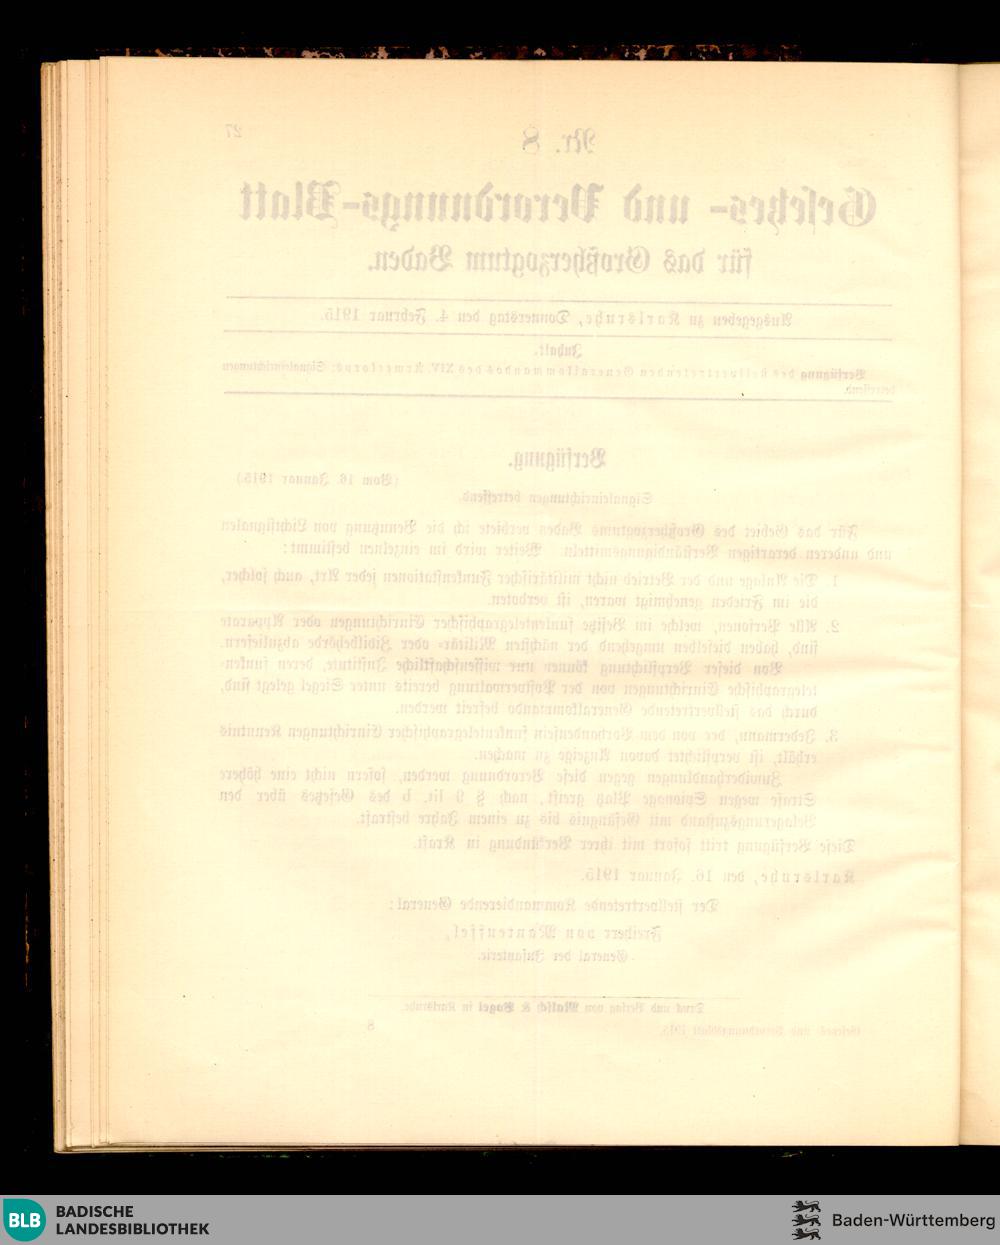 27
Nr. 8
Gesetzes- und Verordnungs-Blatt
für das Großherzogtum Baden.
Ausgegeben zu Karlsruhe, Donnerstag den 4. Februar 1915.
Inhalt.
Verfügung des stellvertretenden Generalkommandos des XIV. Armeekorps: Signaleinrichtungen
betreffend.
Verfügung.
(Vom 16. Januar 1915.)
Signaleinrichtungen betreffend.
Für das Gebiet des Großherzogtums Baden verbiete ich die Benutzung von Lichtsignalen
und anderen derartigen Verständigungsmitteln. Weiter wird im einzelnen bestimmt:
1. Die Anlage und der Betrieb nicht militärischer Funkenstationen jeder Art, auch solcher,
die im Frieden genehmigt waren, ist verboten.
2. Alle Personen, welche im Besitze funkentelegraphischer Einrichtungen oder Apparate
sind, haben dieselben umgehend der nächsten Militär- oder Zivilbehörde abzuliefern.
Von dieser Verpflichtung können nur wissenschaftliche Institute, deren funken-
telegraphische Einrichtungen von der Postverwaltung bereits unter Siegel gelegt sind,
durch das stellvertretende Generalkommando befreit werden.
3. Jedermann, der von dem Vorhandensein funkentelegraphischer Einrichtungen Kenntnis
erhält, ist verpflichtet davon Anzeige zu machen.
Zuwiderhandlungen gegen diese Verordnung werden, sofern nicht eine höhere
Strafe wegen Spionage Platz greift, nach § 9 lit. b des Gesetzes über den
Belagerungszustand mit Gefängnis bis zu einem Jahre bestraft.
Diese Verfügung tritt sofort mit ihrer Verkündung in Kraft.
Karlsruhe, den 16. Januar 1915.
Der stellvertretende Kommandierende General:
Freiherr von Manteuffel,
General der Infanterie.
Druck und Verlag von Malsch & Vogel in Karlsruhe.
Gesetzes- und Verordnungsblatt 1915.
8
BLB BADISCHE
LANDESBIBLIOTHEK
Baden-Württemberg